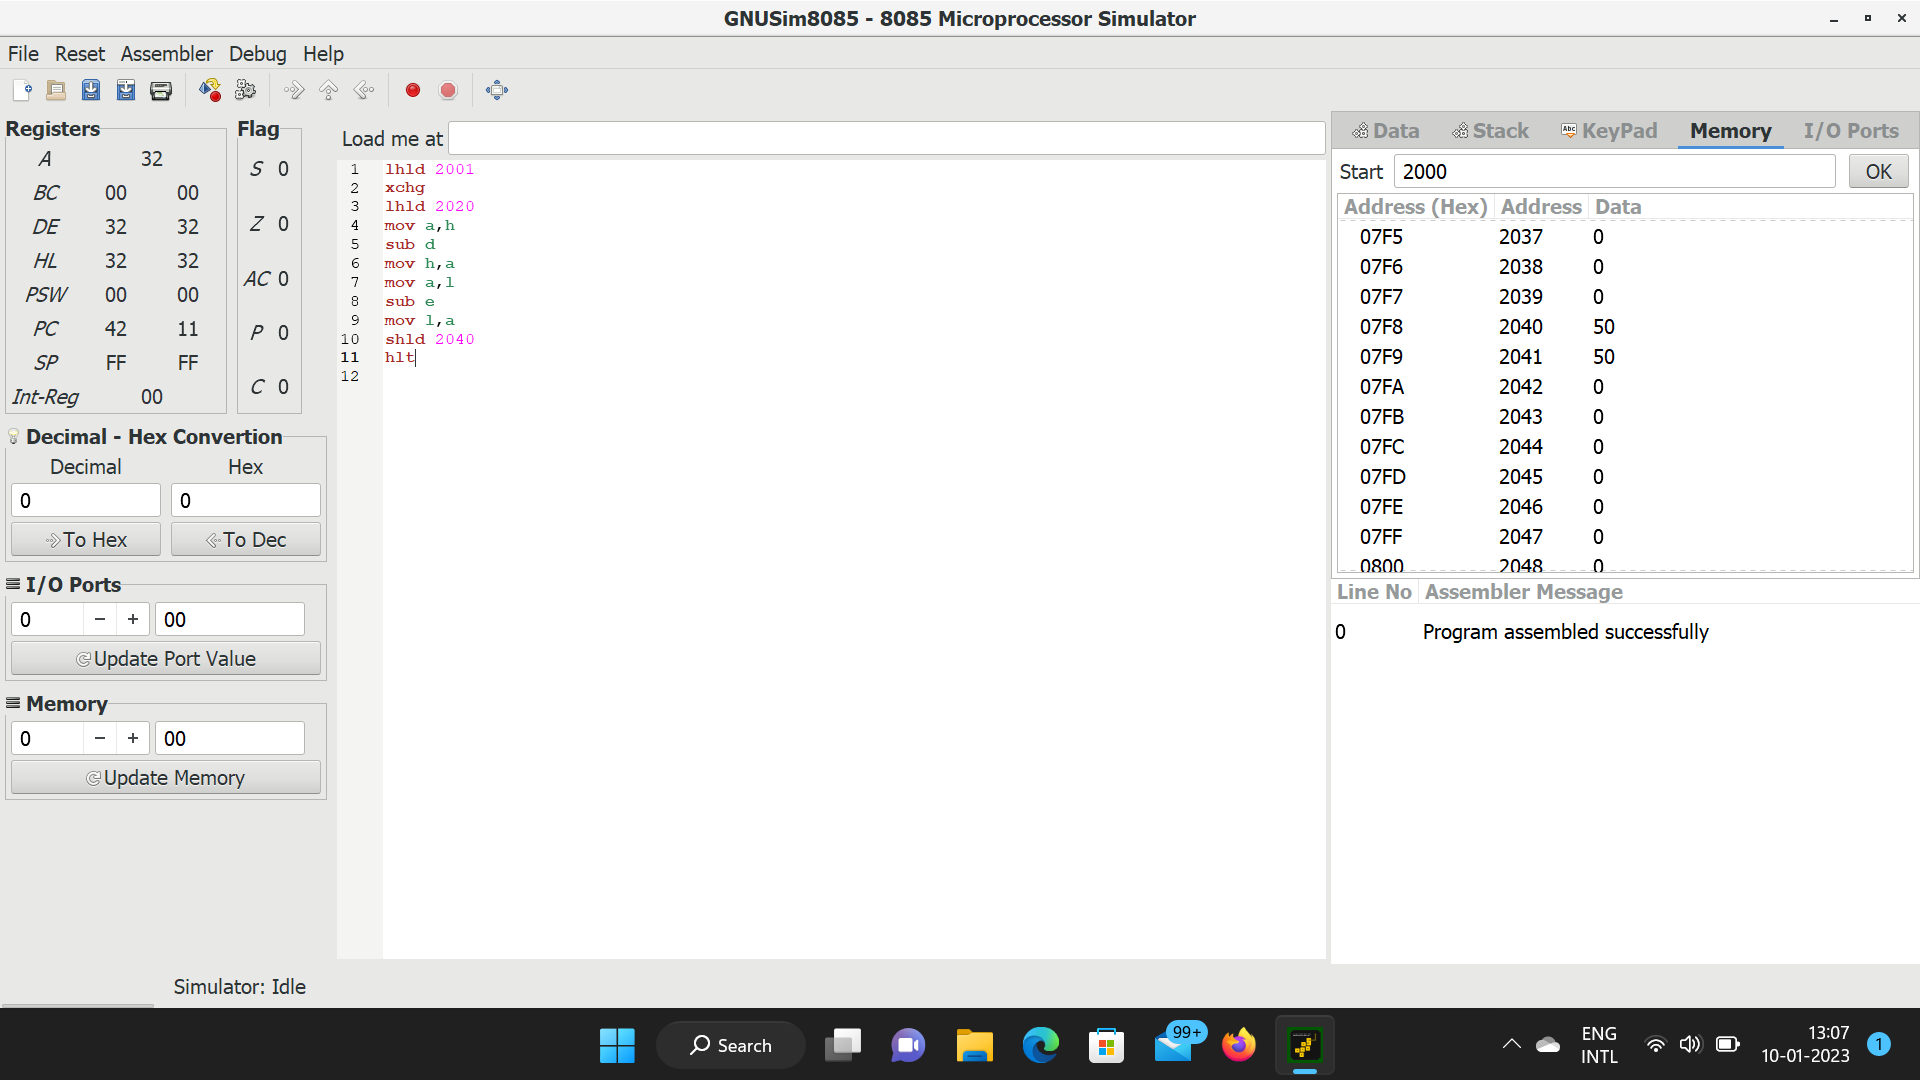 GNUSim8085 - 8085 Microprocessor Simulator
File Reset Assembler Debug Help
Registers
A 32
BC 00 00
DE 32 32
HL 32 32
PSW 00 00
PC 42 11
SP FF FF
Int-Reg 00
Flag
S 0
Z 0
AC 0
P 0
C 0
Decimal - Hex Convertion
Decimal Hex
0 0
To Hex To Dec
I/O Ports
0 − + 00
Update Port Value
Memory
0 − + 00
Update Memory
Simulator: Idle
Load me at
1 lhld 2001
2 xchg
3 lhld 2020
4 mov a,h
5 sub d
6 mov h,a
7 mov a,l
8 sub e
9 mov l,a
10 shld 2040
11 hlt
12
Data Stack Abc KeyPad Memory I/O Ports
Start 2000 OK
Address (Hex) Address Data
07F5 2037 0
07F6 2038 0
07F7 2039 0
07F8 2040 50
07F9 2041 50
07FA 2042 0
07FB 2043 0
07FC 2044 0
07FD 2045 0
07FE 2046 0
07FF 2047 0
0800 2048 0
Line No Assembler Message
0 Program assembled successfully
Search
99+
ENG
INTL
13:07
10-01-2023
1